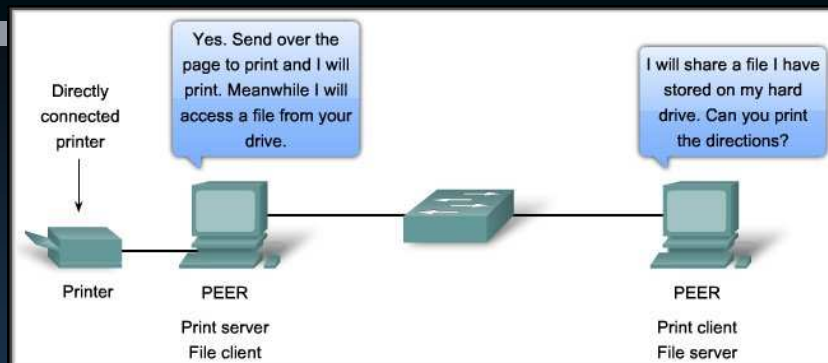 Yes. Send over the
page to print and I will
print. Meanwhile I will
access a file from your
drive.
I will share a file I have
stored on my hard
drive. Can you print
the directions?
Directly
connected
printer
Printer
PEER
Print server
File client
PEER
Print client
File server